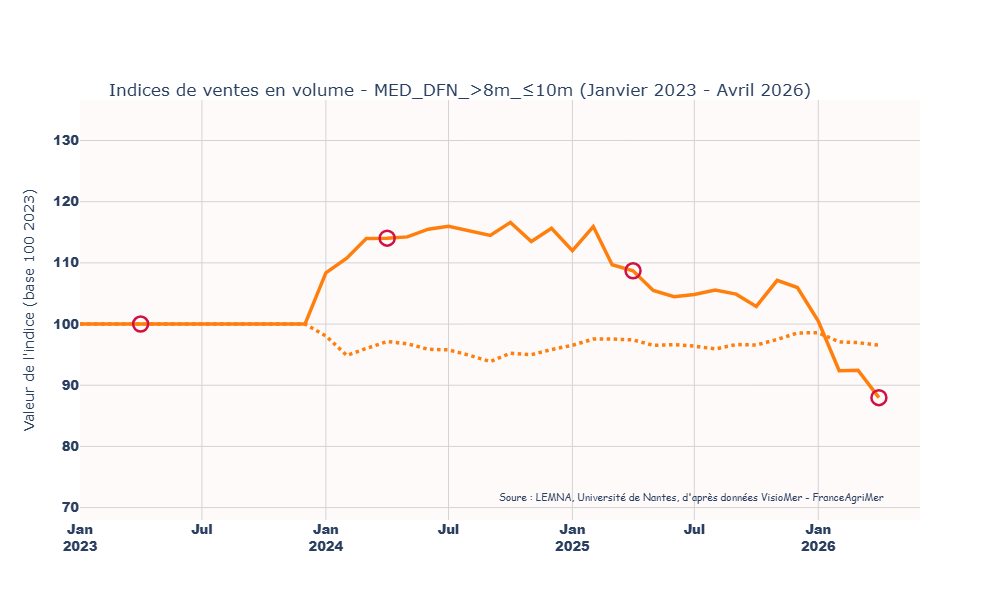 Indices de ventes en volume - MED_DFN_>8m_≤10m (Janvier 2023 - Avril 2026)
Valeur de l'indice (base 100 2023)
130
120
110
100
90
80
70
Soure : LEMNA, Université de Nantes, d'après données VisioMer - FranceAgriMer
Jan Jul Jan Jul Jan Jul Jan
2023 2024 2025 2026